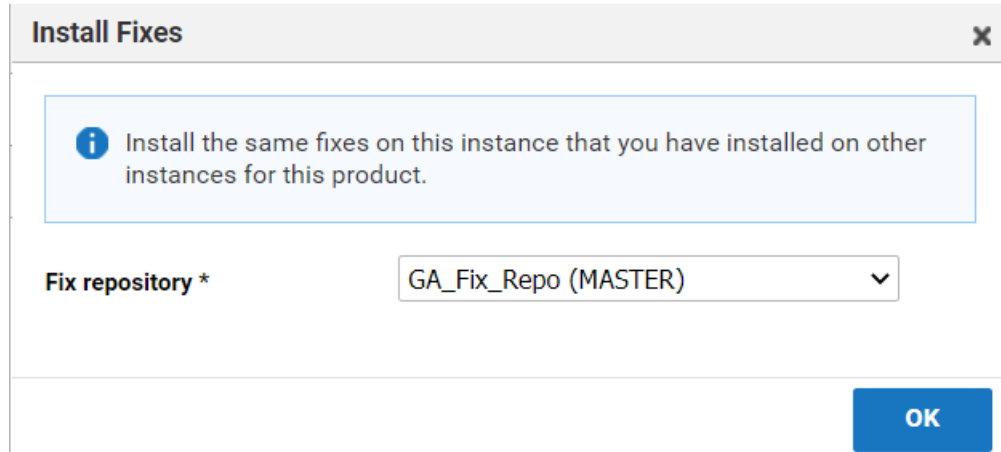 Install Fixes
Install the same fixes on this instance that you have installed on other
instances for this product.
Fix repository *
GA_Fix_Repo (MASTER)
OK